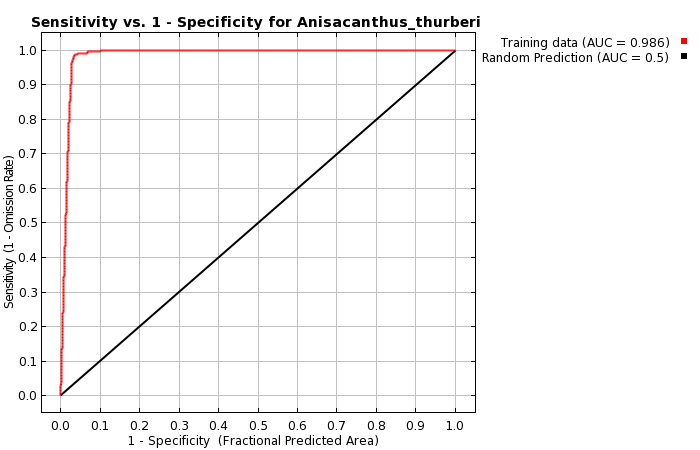 Sensitivity vs. 1 - Specificity for Anisacanthus_thurberi
Training data (AUC = 0.986)
Random Prediction (AUC = 0.5)
Sensitivity (1 - Omission Rate)
1.0
0.9
0.8
0.7
0.6
0.5
0.4
0.3
0.2
0.1
0.0
0.0 0.1 0.2 0.3 0.4 0.5 0.6 0.7 0.8 0.9 1.0
1 - Specificity (Fractional Predicted Area)